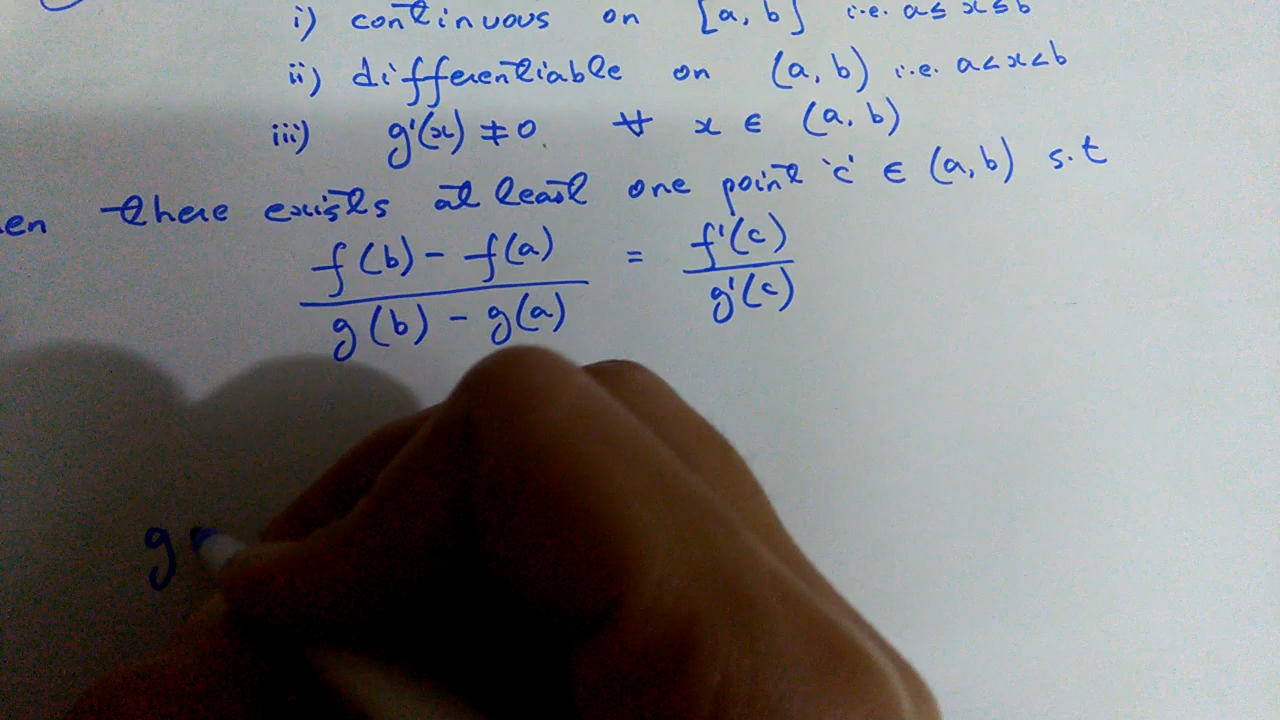 i) continuous on [a, b] i.e. a ≤ x ≤ b
ii) differentiable on (a, b) i.e. a<x<b
iii) g'(x) ≠ 0 ∀ x ∈ (a, b)
en there exists at least one point 'c' ∈ (a, b) s.t
f(b) - f(a) / g(b) - g(a) = f'(c) / g'(c)
g